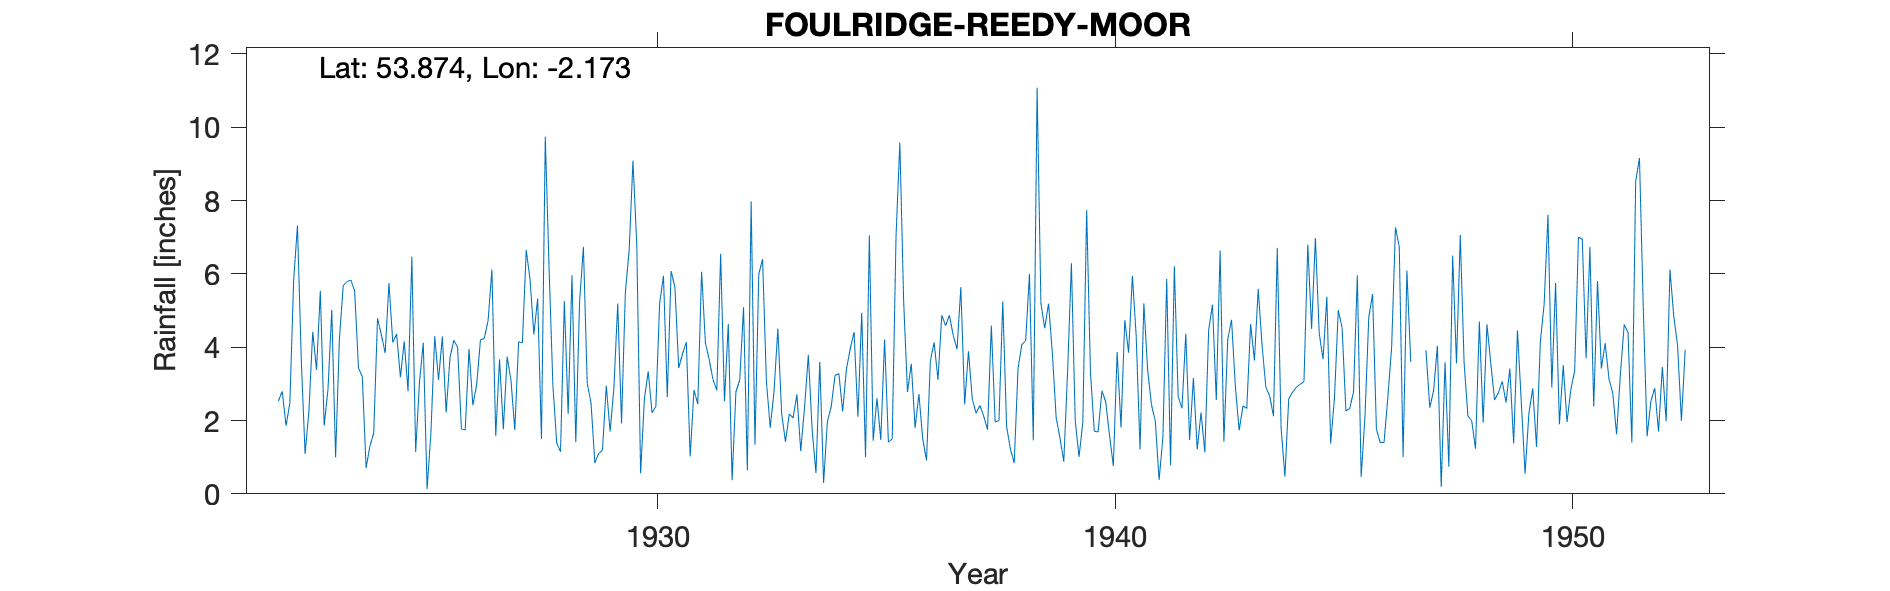 FOULRIDGE-REEDY-MOOR
Lat: 53.874, Lon: -2.173
12
10
8
6
4
2
0
Rainfall [inches]
1930 1940 1950
Year